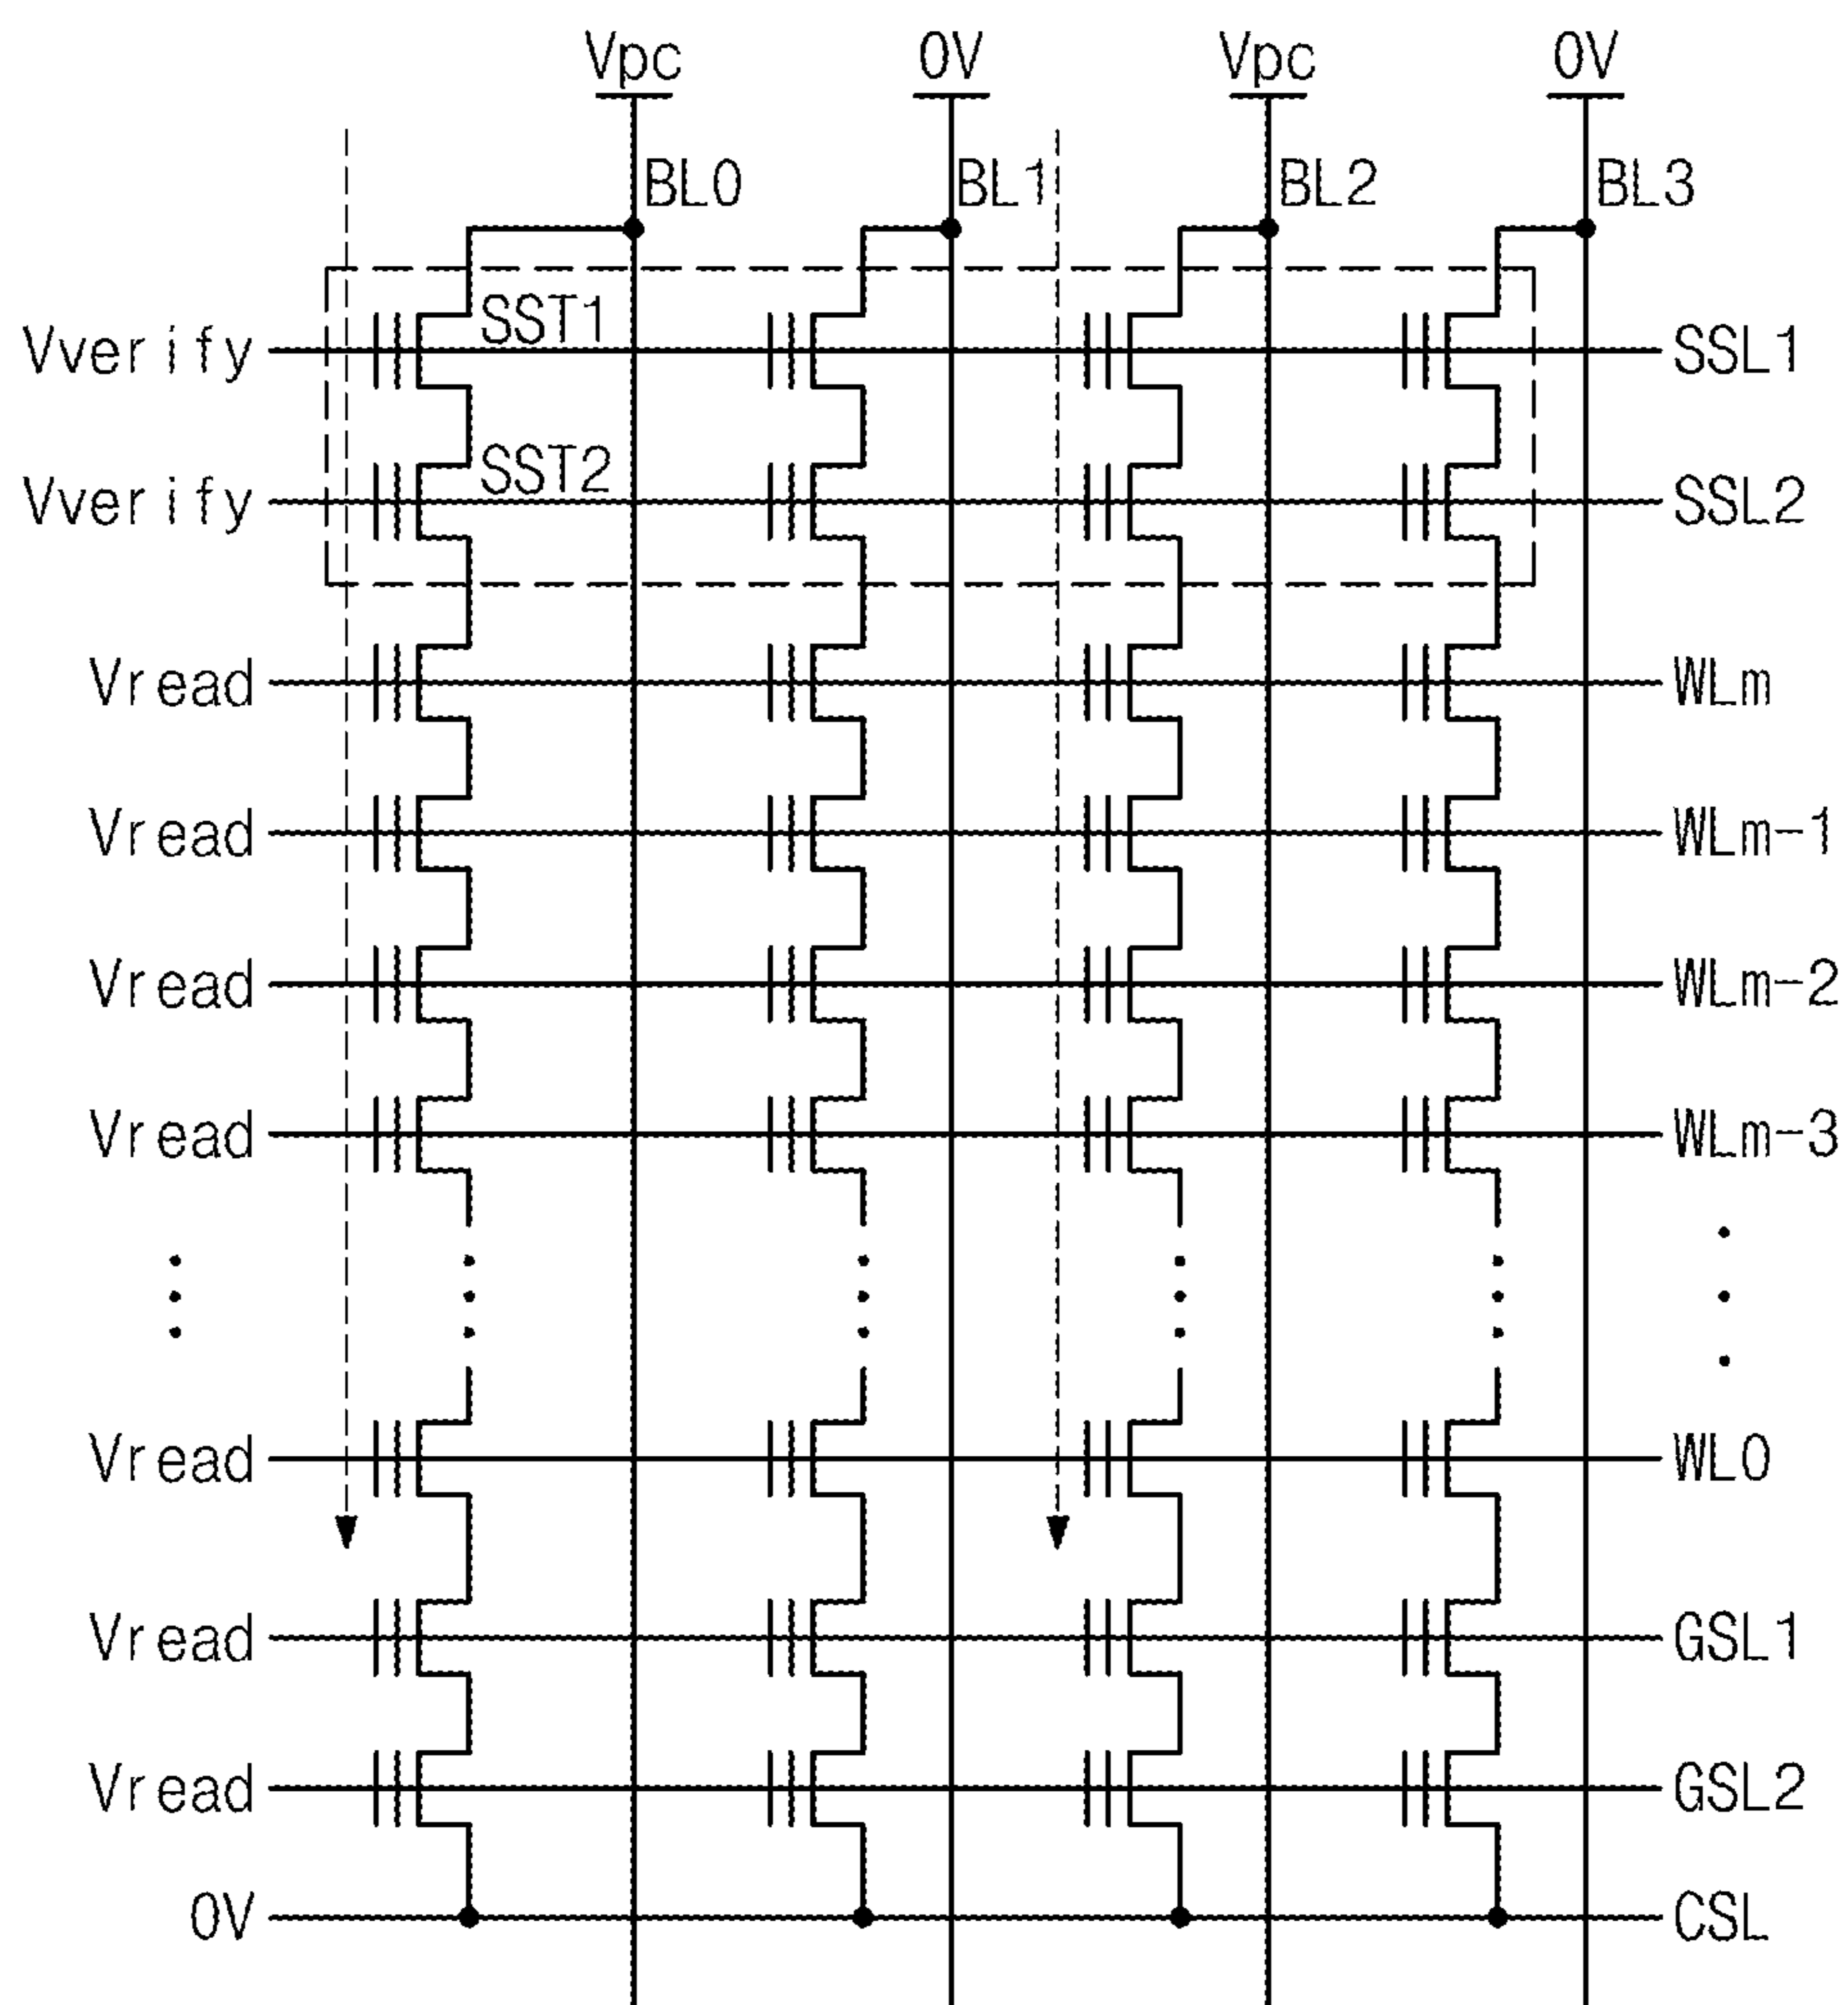 Vpc 0V Vpc 0V
BL0 BL1 BL2 BL3
SST1
Vverify SSL1
SST2
Vverify SSL2
Vread WLm
Vread WLm-1
Vread WLm-2
Vread WLm-3
Vread WL0
Vread GSL1
Vread GSL2
0V CSL